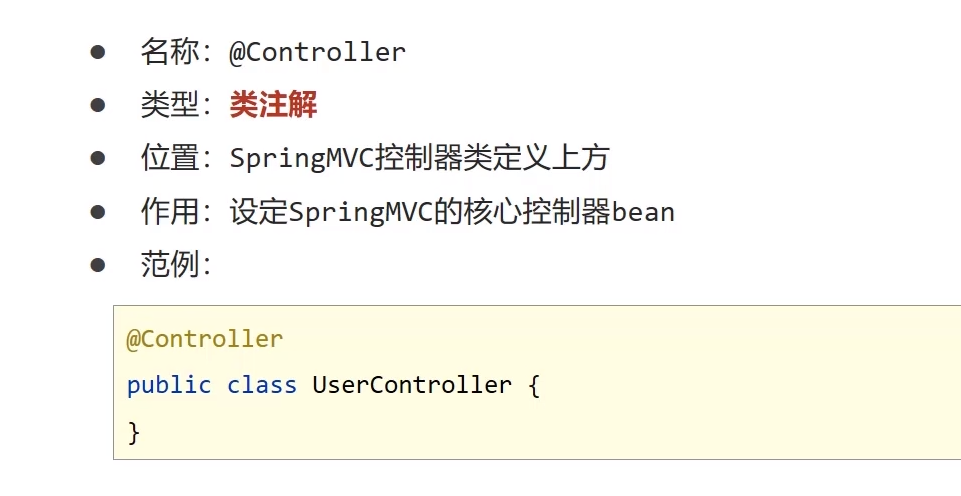 ● 名称：@Controller
● 类型：类注解
● 位置：SpringMVC控制器类定义上方
● 作用：设定SpringMVC的核心控制器bean
● 范例：
@Controller
public class UserController {
}